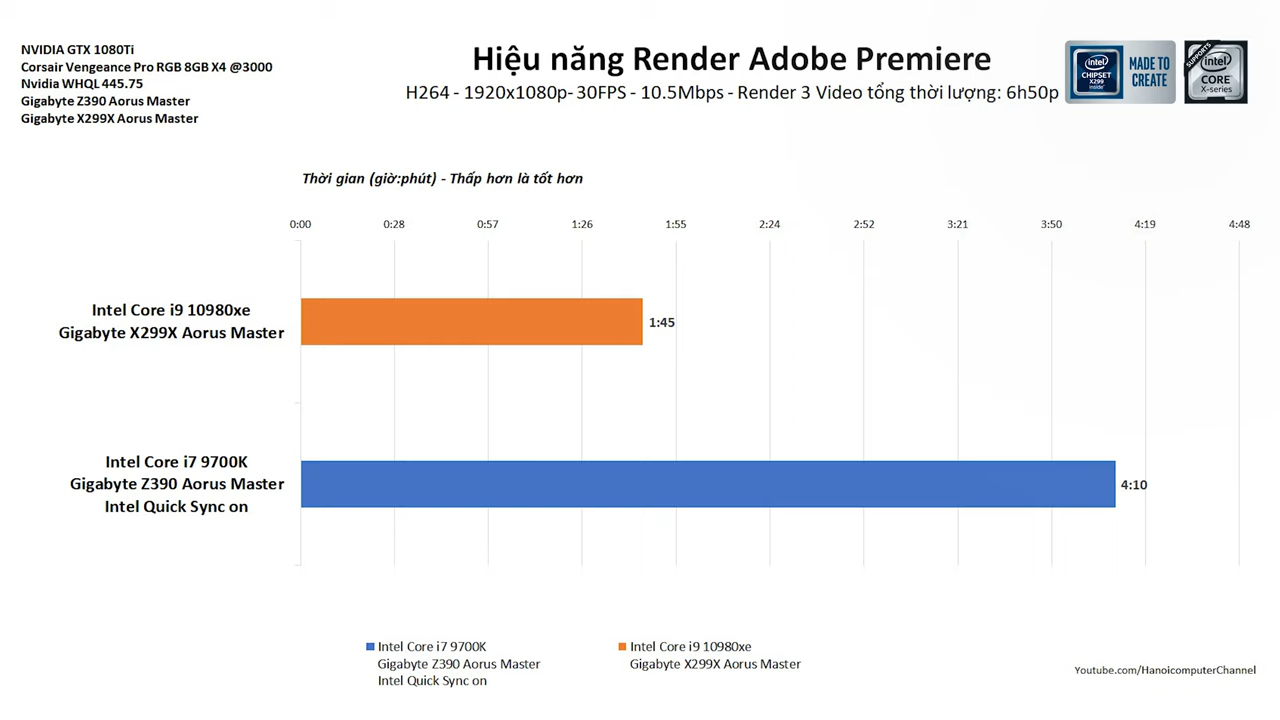 NVIDIA GTX 1080Ti
Corsair Vengeance Pro RGB 8GB X4 @3000
Nvidia WHQL 445.75
Gigabyte Z390 Aorus Master
Gigabyte X299X Aorus Master
Hiệu năng Render Adobe Premiere
H264 - 1920x1080p- 30FPS - 10.5Mbps - Render 3 Video tổng thời lượng: 6h50p
intel
CHIPSET
X299
inside
MADE TO
CREATE
SUPPORTS
intel
CORE
X-series
Thời gian (giờ:phút) - Thấp hơn là tốt hơn
0:00 0:28 0:57 1:26 1:55 2:24 2:52 3:21 3:50 4:19 4:48
Intel Core i9 10980xe
Gigabyte X299X Aorus Master
1:45
Intel Core i7 9700K
Gigabyte Z390 Aorus Master
Intel Quick Sync on
4:10
Intel Core i7 9700K
Gigabyte Z390 Aorus Master
Intel Quick Sync on
Intel Core i9 10980xe
Gigabyte X299X Aorus Master
Youtube.com/HanoicomputerChannel